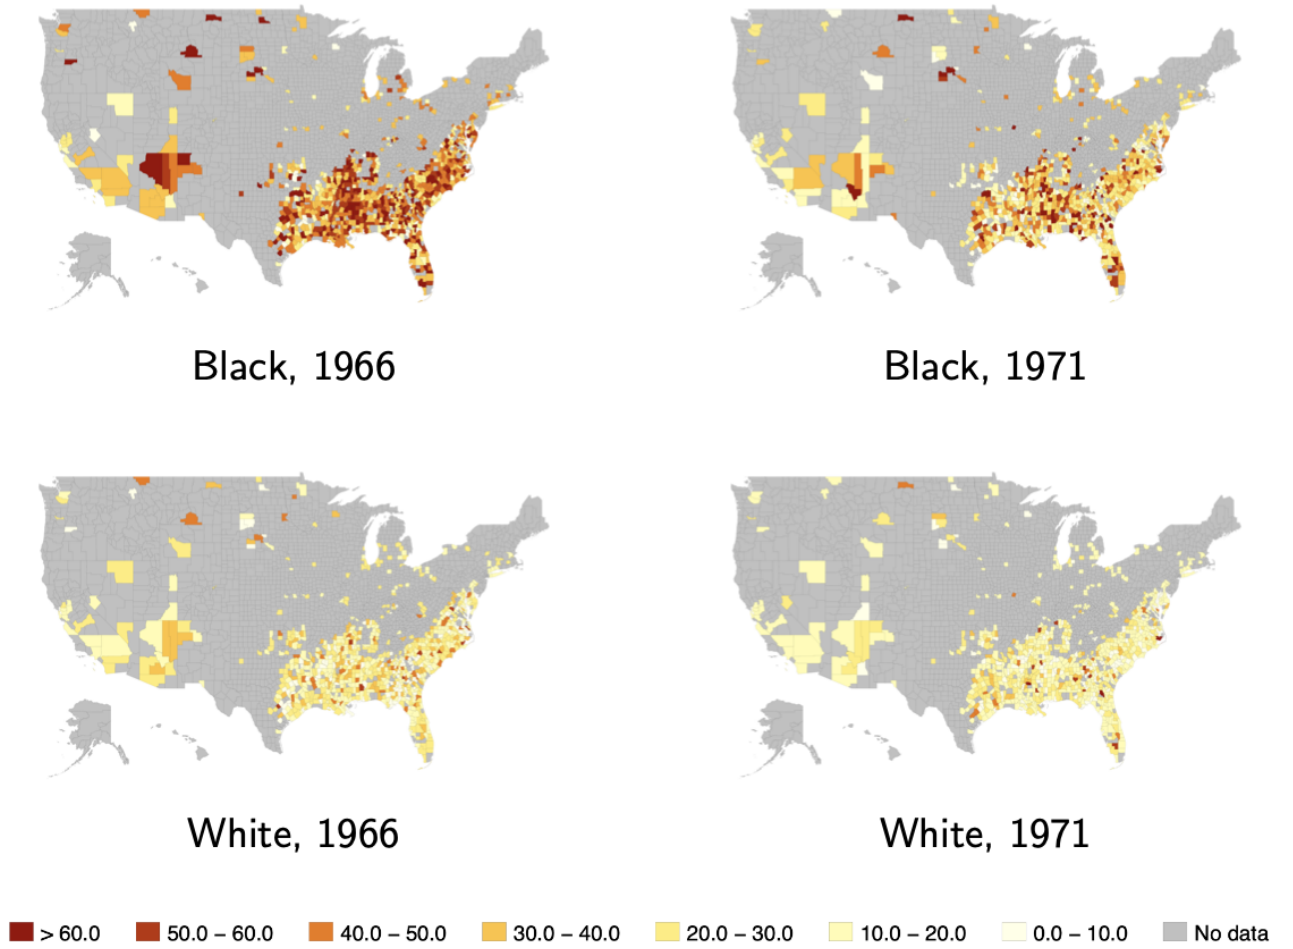 Black, 1966
Black, 1971
White, 1966
White, 1971
> 60.0
50.0 – 60.0
40.0 – 50.0
30.0 – 40.0
20.0 – 30.0
10.0 – 20.0
0.0 – 10.0
No data